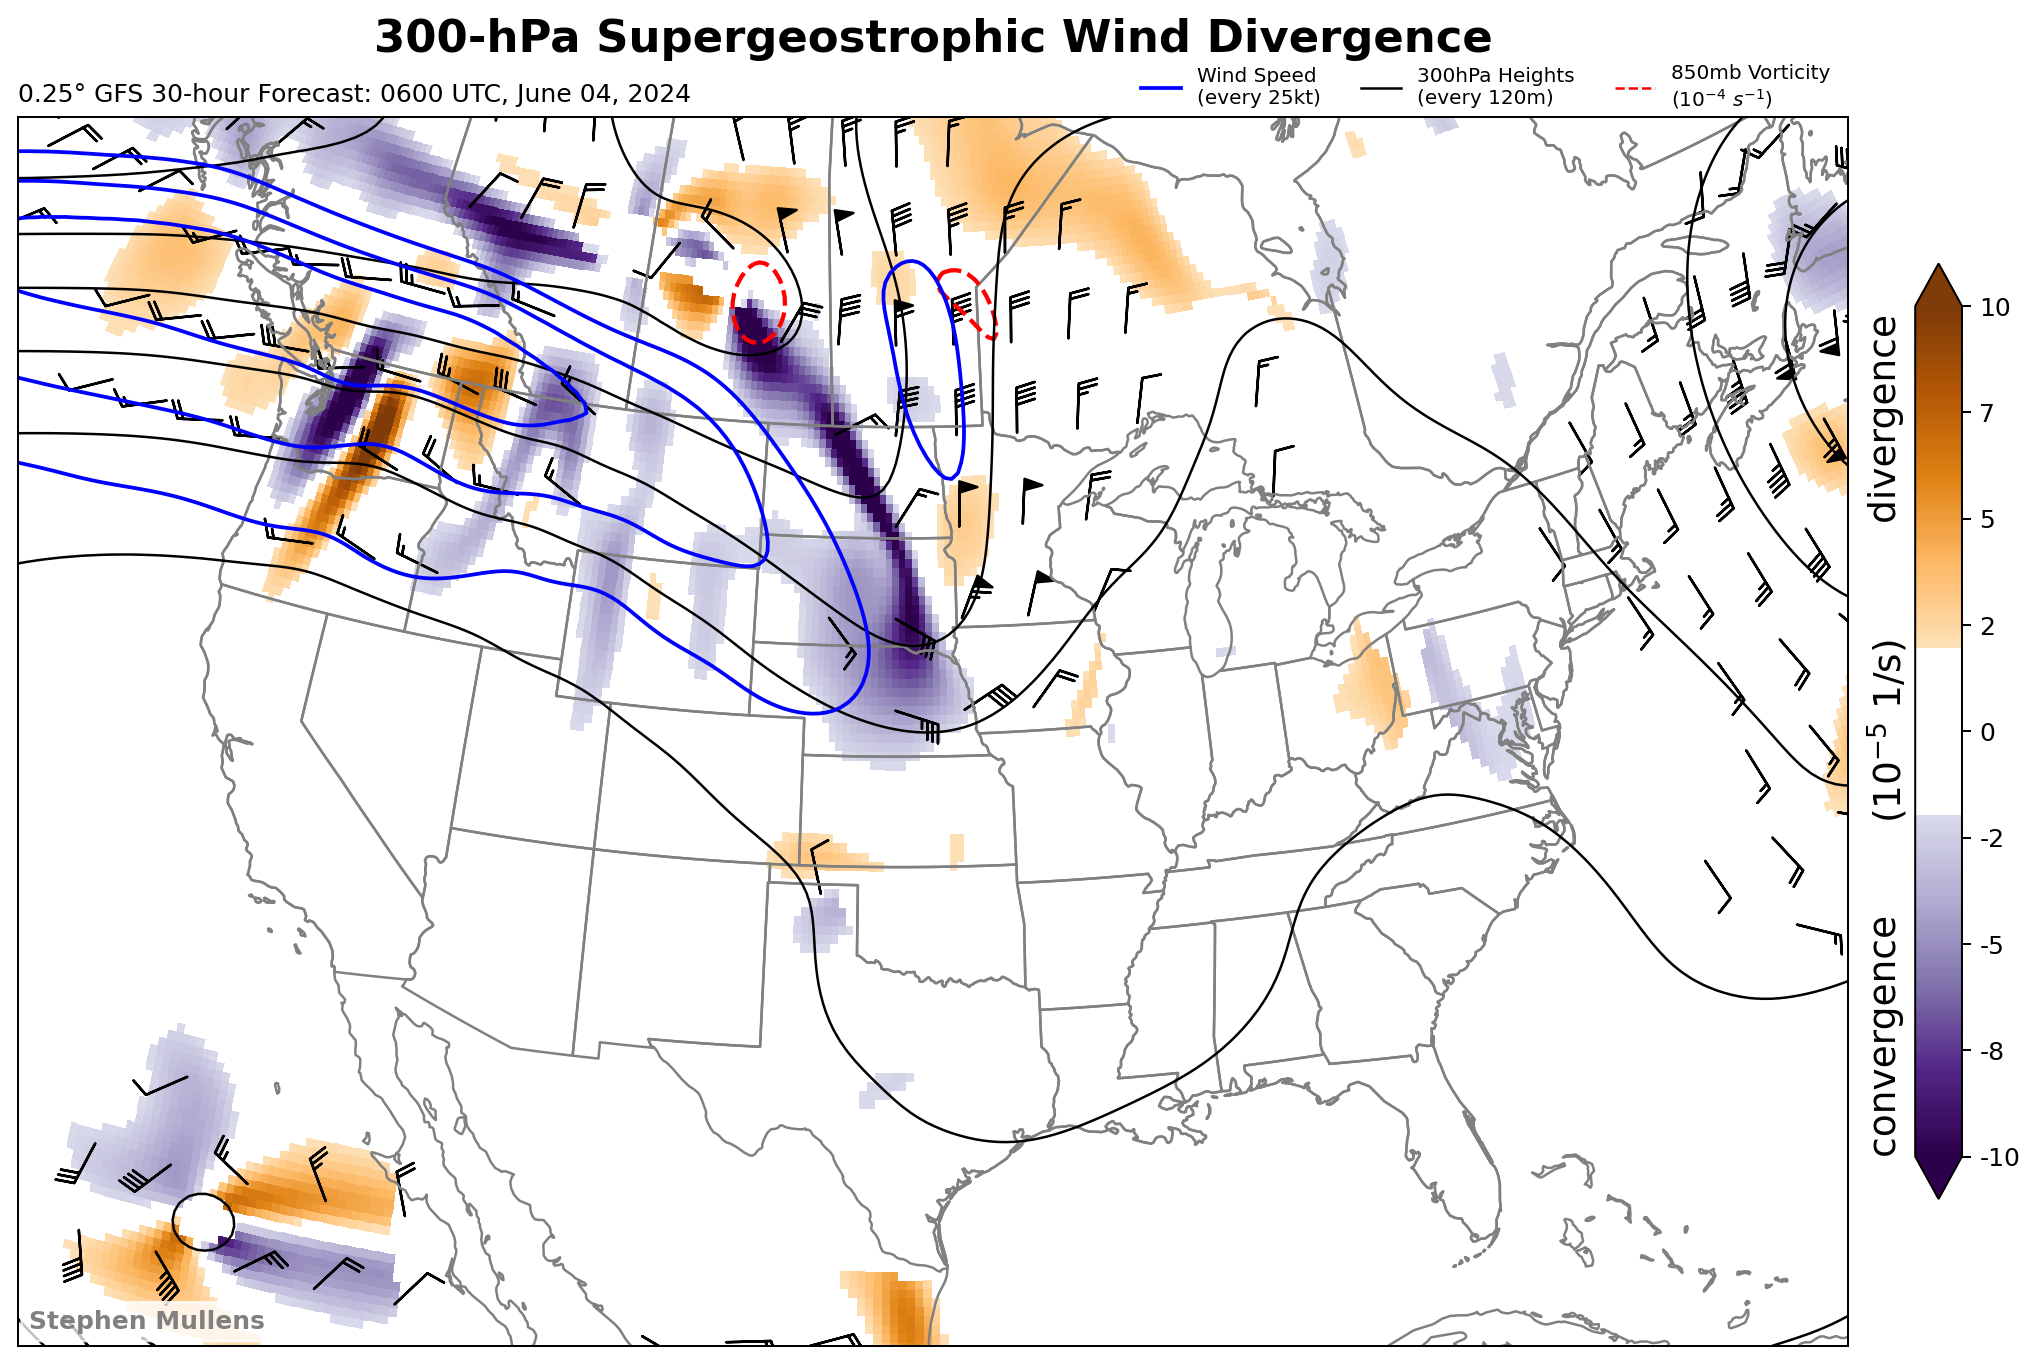 300-hPa Supergeostrophic Wind Divergence
0.25° GFS 30-hour Forecast: 0600 UTC, June 04, 2024
Wind Speed
(every 25kt)
300hPa Heights
(every 120m)
850mb Vorticity
(10⁻⁴ s⁻¹)
10
7
5
2
0
-2
-5
-8
-10
convergence (10⁻⁵ 1/s) divergence
Stephen Mullens